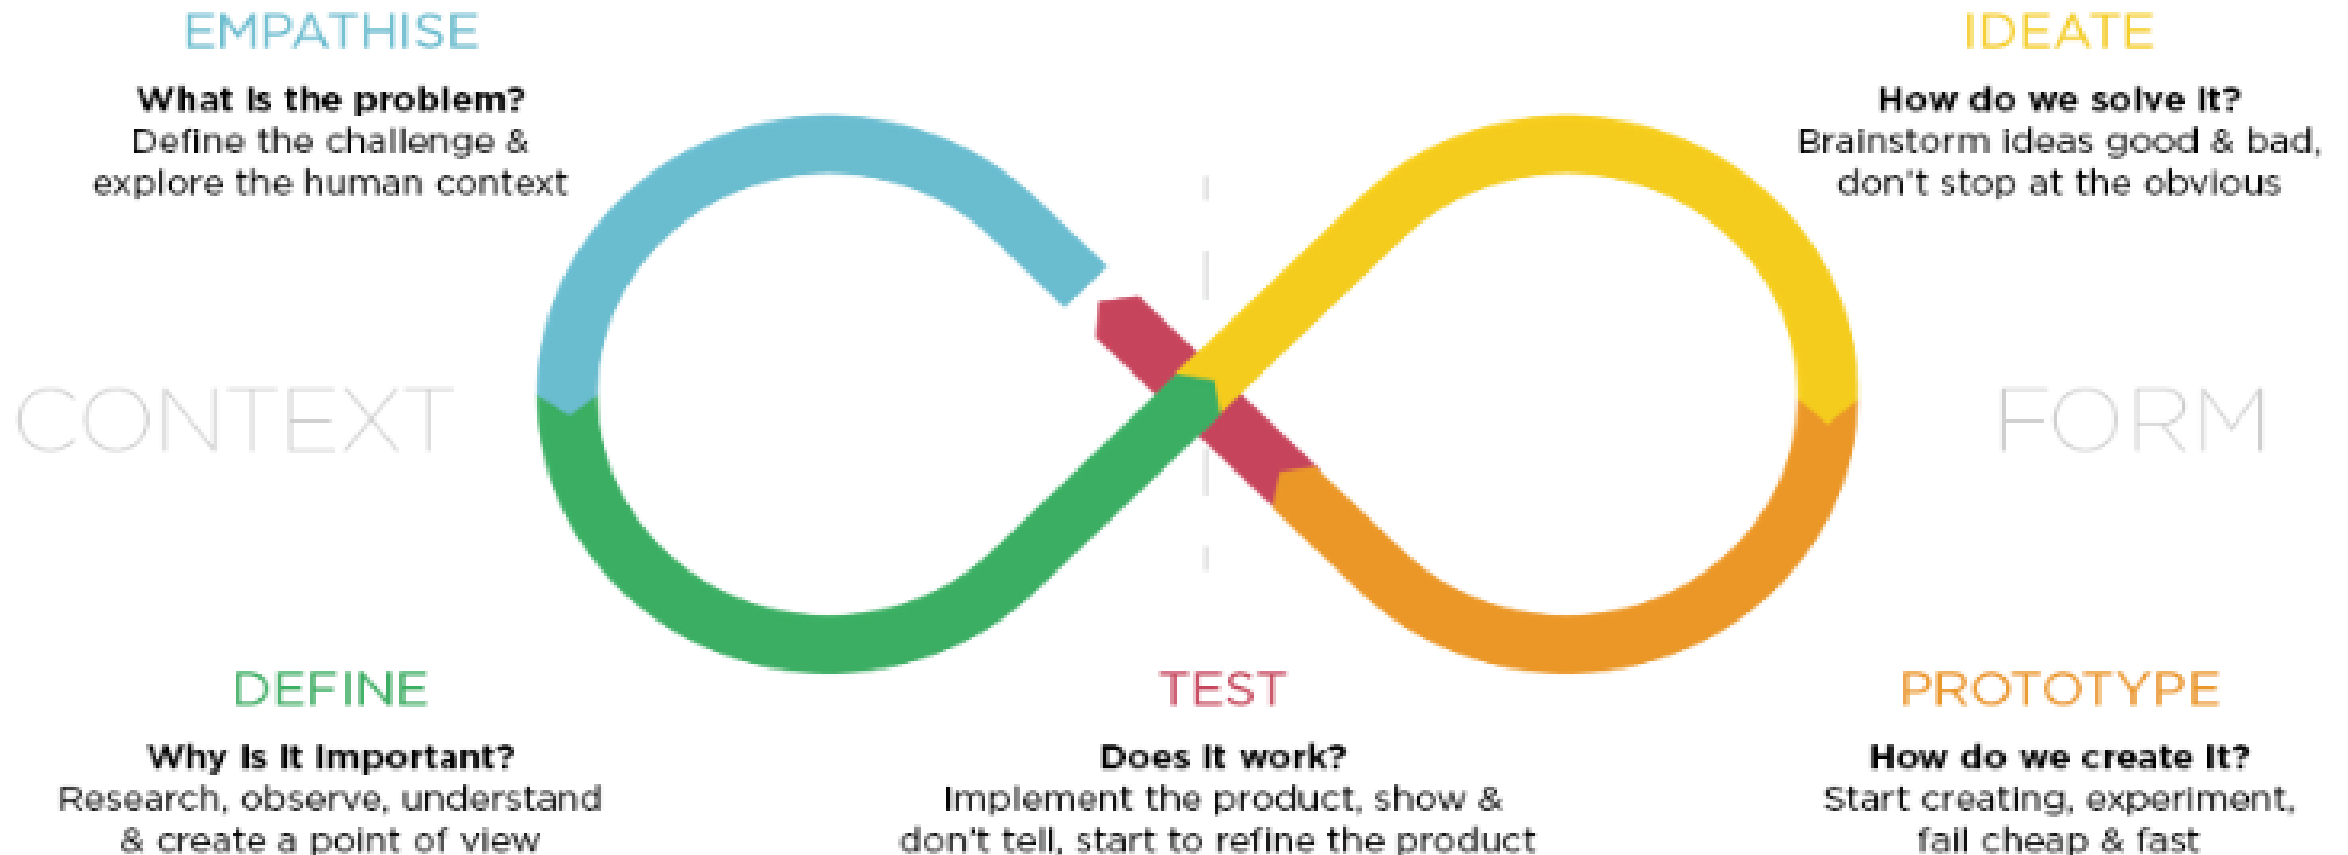 EMPATHISE
What is the problem?
Define the challenge &
explore the human context
IDEATE
How do we solve it?
Brainstorm ideas good & bad,
don't stop at the obvious
CONTEXT
FORM
DEFINE
Why is it important?
Research, observe, understand
& create a point of view
TEST
Does it work?
Implement the product, show &
don't tell, start to refine the product
PROTOTYPE
How do we create it?
Start creating, experiment,
fail cheap & fast